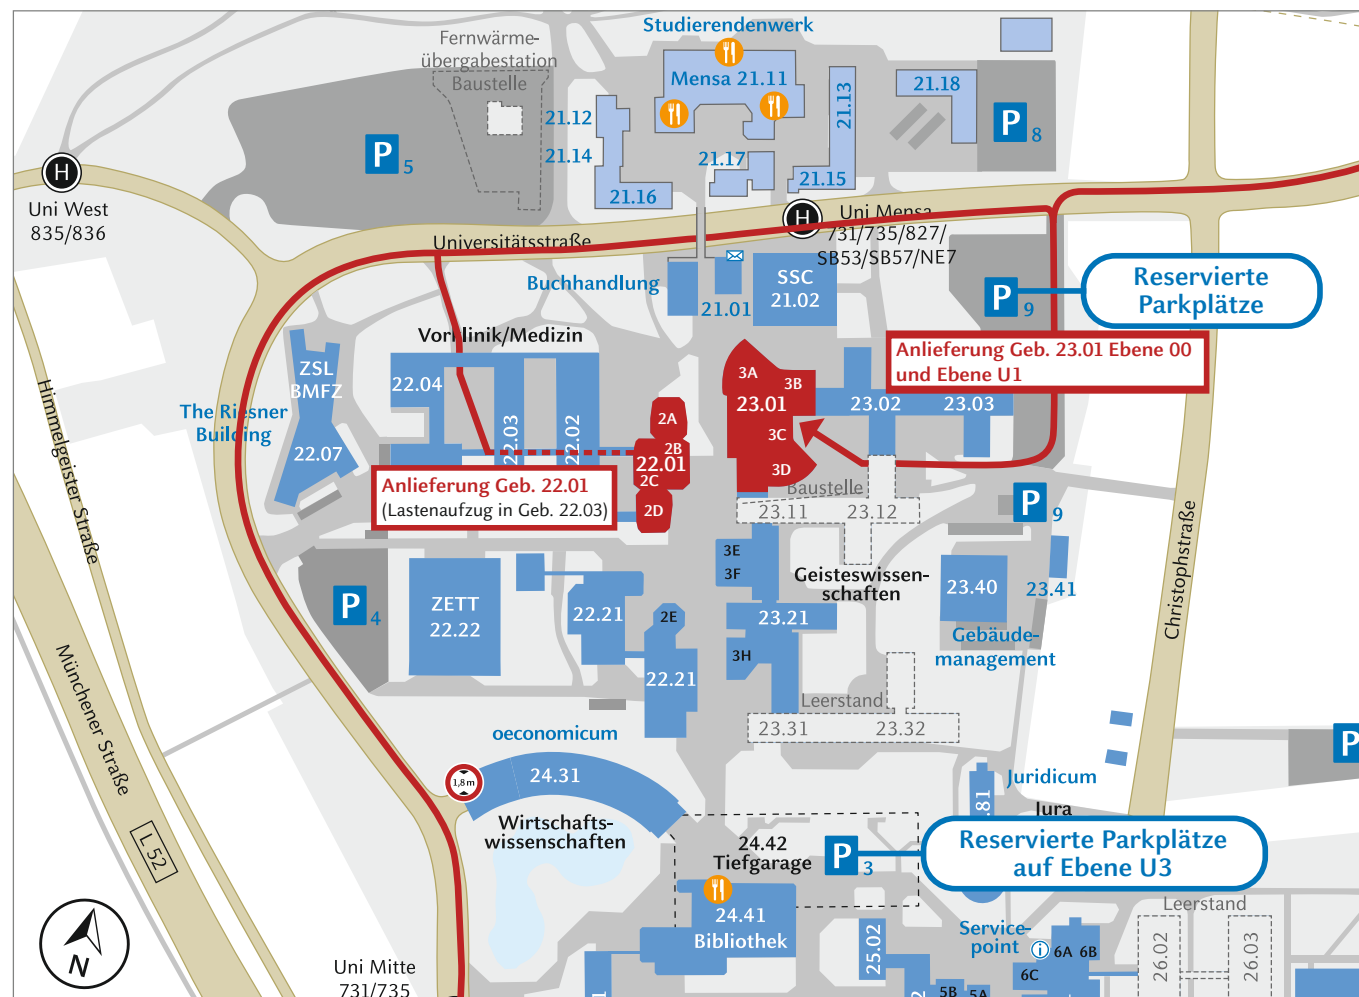 Studierendenwerk
Fernwärme-
übergabestation
Baustelle
Mensa 21.11
21.12
21.13
21.18
P 8
P 5
21.14
21.17
21.15
21.16
H
Uni West
835/836
H
Uni Mensa
731/735/827/
SB53/SB57/NE7
Universitätsstraße
Buchhandlung
21.01
SSC
21.02
P 9
Reservierte
Parkplätze
Vorklinik/Medizin
Anlieferung Geb. 23.01 Ebene 00
und Ebene U1
ZSL
BMFZ
22.04
3A
3B
23.01
23.02
23.03
The Riesner
Building
22.07
22.03
22.02
2A
2B
22.01
2C
2D
3C
3D
Anlieferung Geb. 22.01
(Lastenaufzug in Geb. 22.03)
Baustelle
23.11
23.12
P 9
Himmelgeister Straße
Christophstraße
3E
3F
Geisteswissen-
schaften
23.40
23.41
P 4
ZETT
22.22
22.21
2E
23.21
Gebäude-
management
3H
22.21
Münchener Straße
Leerstand
23.31
23.32
P
oeconomicum
24.31
1,8m
Juridicum
.81
Jura
Wirtschafts-
wissenschaften
24.42
Tiefgarage
P 3
Reservierte Parkplätze
auf Ebene U3
L 52
24.41
Bibliothek
25.02
Service-
point
i
6A
6B
6C
Leerstand
26.02
26.03
N
Uni Mitte
731/735
5B
5A